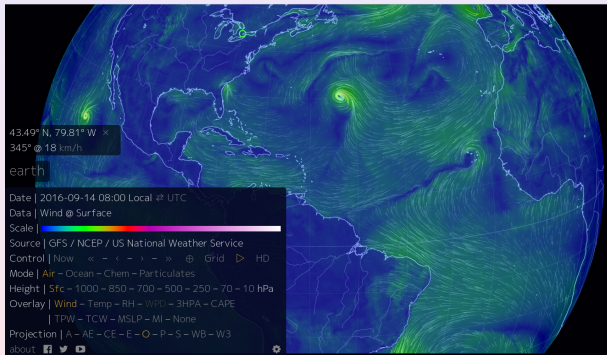 43.49° N, 79.81° W ×
345° @ 18 km/h
earth
Date | 2016-09-14 08:00 Local ⇄ UTC
Data | Wind @ Surface
Scale |
Source | GFS / NCEP / US National Weather Service
Control | Now « – ‹ – › – » ⊕ Grid ▷ HD
Mode | Air – Ocean – Chem – Particulates
Height | Sfc – 1000 – 850 – 700 – 500 – 250 – 70 – 10 hPa
Overlay | Wind – Temp – RH – WPD – 3HPA – CAPE
| TPW – TCW – MSLP – MI – None
Projection | A – AE – CE – E – O – P – S – WB – W3
about